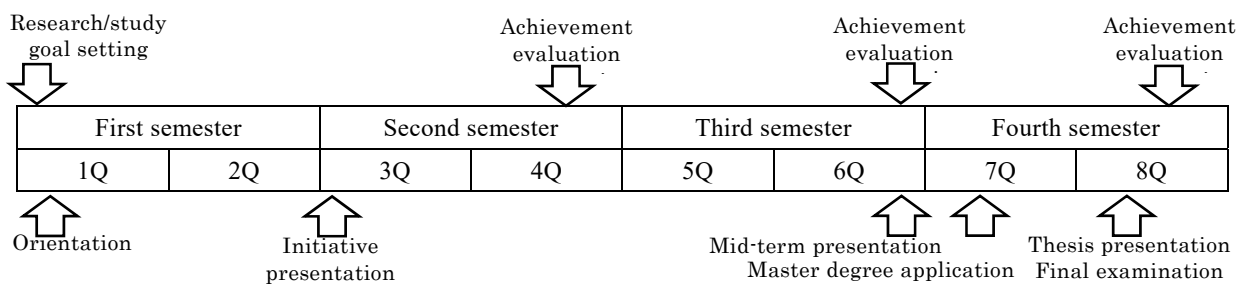 Research/study
goal setting
Achievement
evaluation
Achievement
evaluation
Achievement
evaluation
First semester
Second semester
Third semester
Fourth semester
1Q
2Q
3Q
4Q
5Q
6Q
7Q
8Q
Orientation
Initiative
presentation
Mid-term presentation
Master degree application
Thesis presentation
Final examination